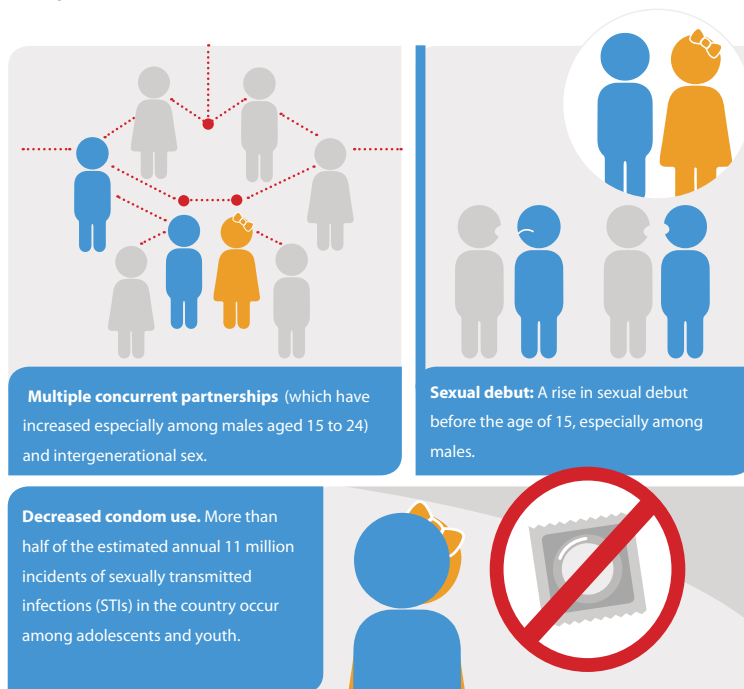 Multiple concurrent partnerships (which have
increased especially among males aged 15 to 24)
and intergenerational sex.
Sexual debut: A rise in sexual debut
before the age of 15, especially among
males.
Decreased condom use. More than
half of the estimated annual 11 million
incidents of sexually transmitted
infections (STIs) in the country occur
among adolescents and youth.